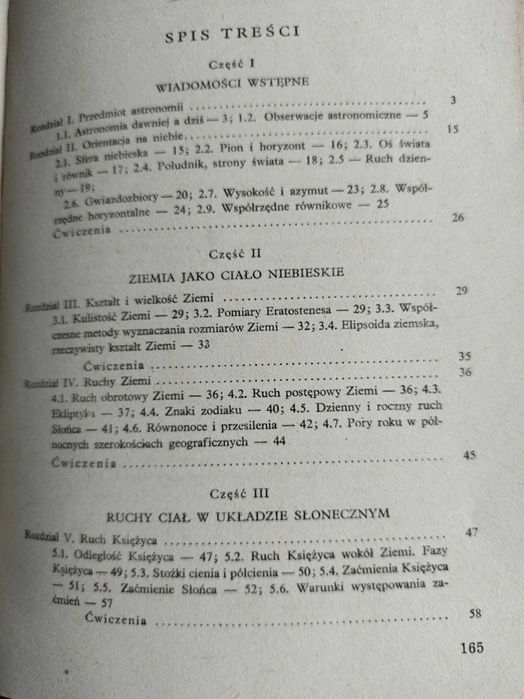 SPIS TREŚCI
Część I
WIADOMOŚCI WSTĘPNE
Rozdział I. Przedmiot astronomii . . . . . . . . . . . . . . . . . . . . 3
1.1. Astronomia dawniej a dziś — 3; 1.2. Obserwacje astronomiczne — 5
Rozdział II. Orientacja na niebie . . . . . . . . . . . . . . . . . . . . 15
2.1. Sfera niebieska — 15; 2.2. Pion i horyzont — 16; 2.3. Oś świata
i równik — 17; 2.4. Południk, strony świata — 18; 2.5 — Ruch dzien-
ny — 19;
2.6. Gwiazdozbiory — 20; 2.7. Wysokość i azymut — 23; 2.8. Współ-
rzędne horyzontalne — 24; 2.9. Współrzędne równikowe — 25
Ćwiczenia . . . . . . . . . . . . . . . . . . . . 26
Część II
ZIEMIA JAKO CIAŁO NIEBIESKIE
Rozdział III. Kształt i wielkość Ziemi . . . . . . . . . . . . . . . . . . . . 29
3.1. Kulistość Ziemi — 29; 3.2. Pomiary Eratostenesa — 29; 3.3. Współ-
czesne metody wyznaczania rozmiarów Ziemi — 32; 3.4. Elipsoida ziemska,
rzeczywisty kształt Ziemi — 33
Ćwiczenia . . . . . . . . . . . . . . . . . . . . 35
Rozdział IV. Ruchy Ziemi . . . . . . . . . . . . . . . . . . . . 36
4.1. Ruch obrotowy Ziemi — 36; 4.2. Ruch postępowy Ziemi — 36; 4.3.
Ekliptyka — 37; 4.4. Znaki zodiaku — 40; 4.5. Dzienny i roczny ruch
Słońca — 41; 4.6. Równonoce i przesilenia — 42; 4.7. Pory roku w pół-
nocnych szerokościach geograficznych — 44
Ćwiczenia . . . . . . . . . . . . . . . . . . . . 45
Część III
RUCHY CIAŁ W UKŁADZIE SŁONECZNYM
Rozdział V. Ruch Księżyca . . . . . . . . . . . . . . . . . . . . 47
5.1. Odległość Księżyca — 47; 5.2. Ruch Księżyca wokół Ziemi. Fazy
Księżyca — 49; 5.3. Stożki cienia i półcienia — 50; 5.4. Zaćmienia Księżyca
— 51; 5.5. Zaćmienie Słońca — 52; 5.6. Warunki występowania za-
ćmień — 57
Ćwiczenia . . . . . . . . . . . . . . . . . . . . 58
165